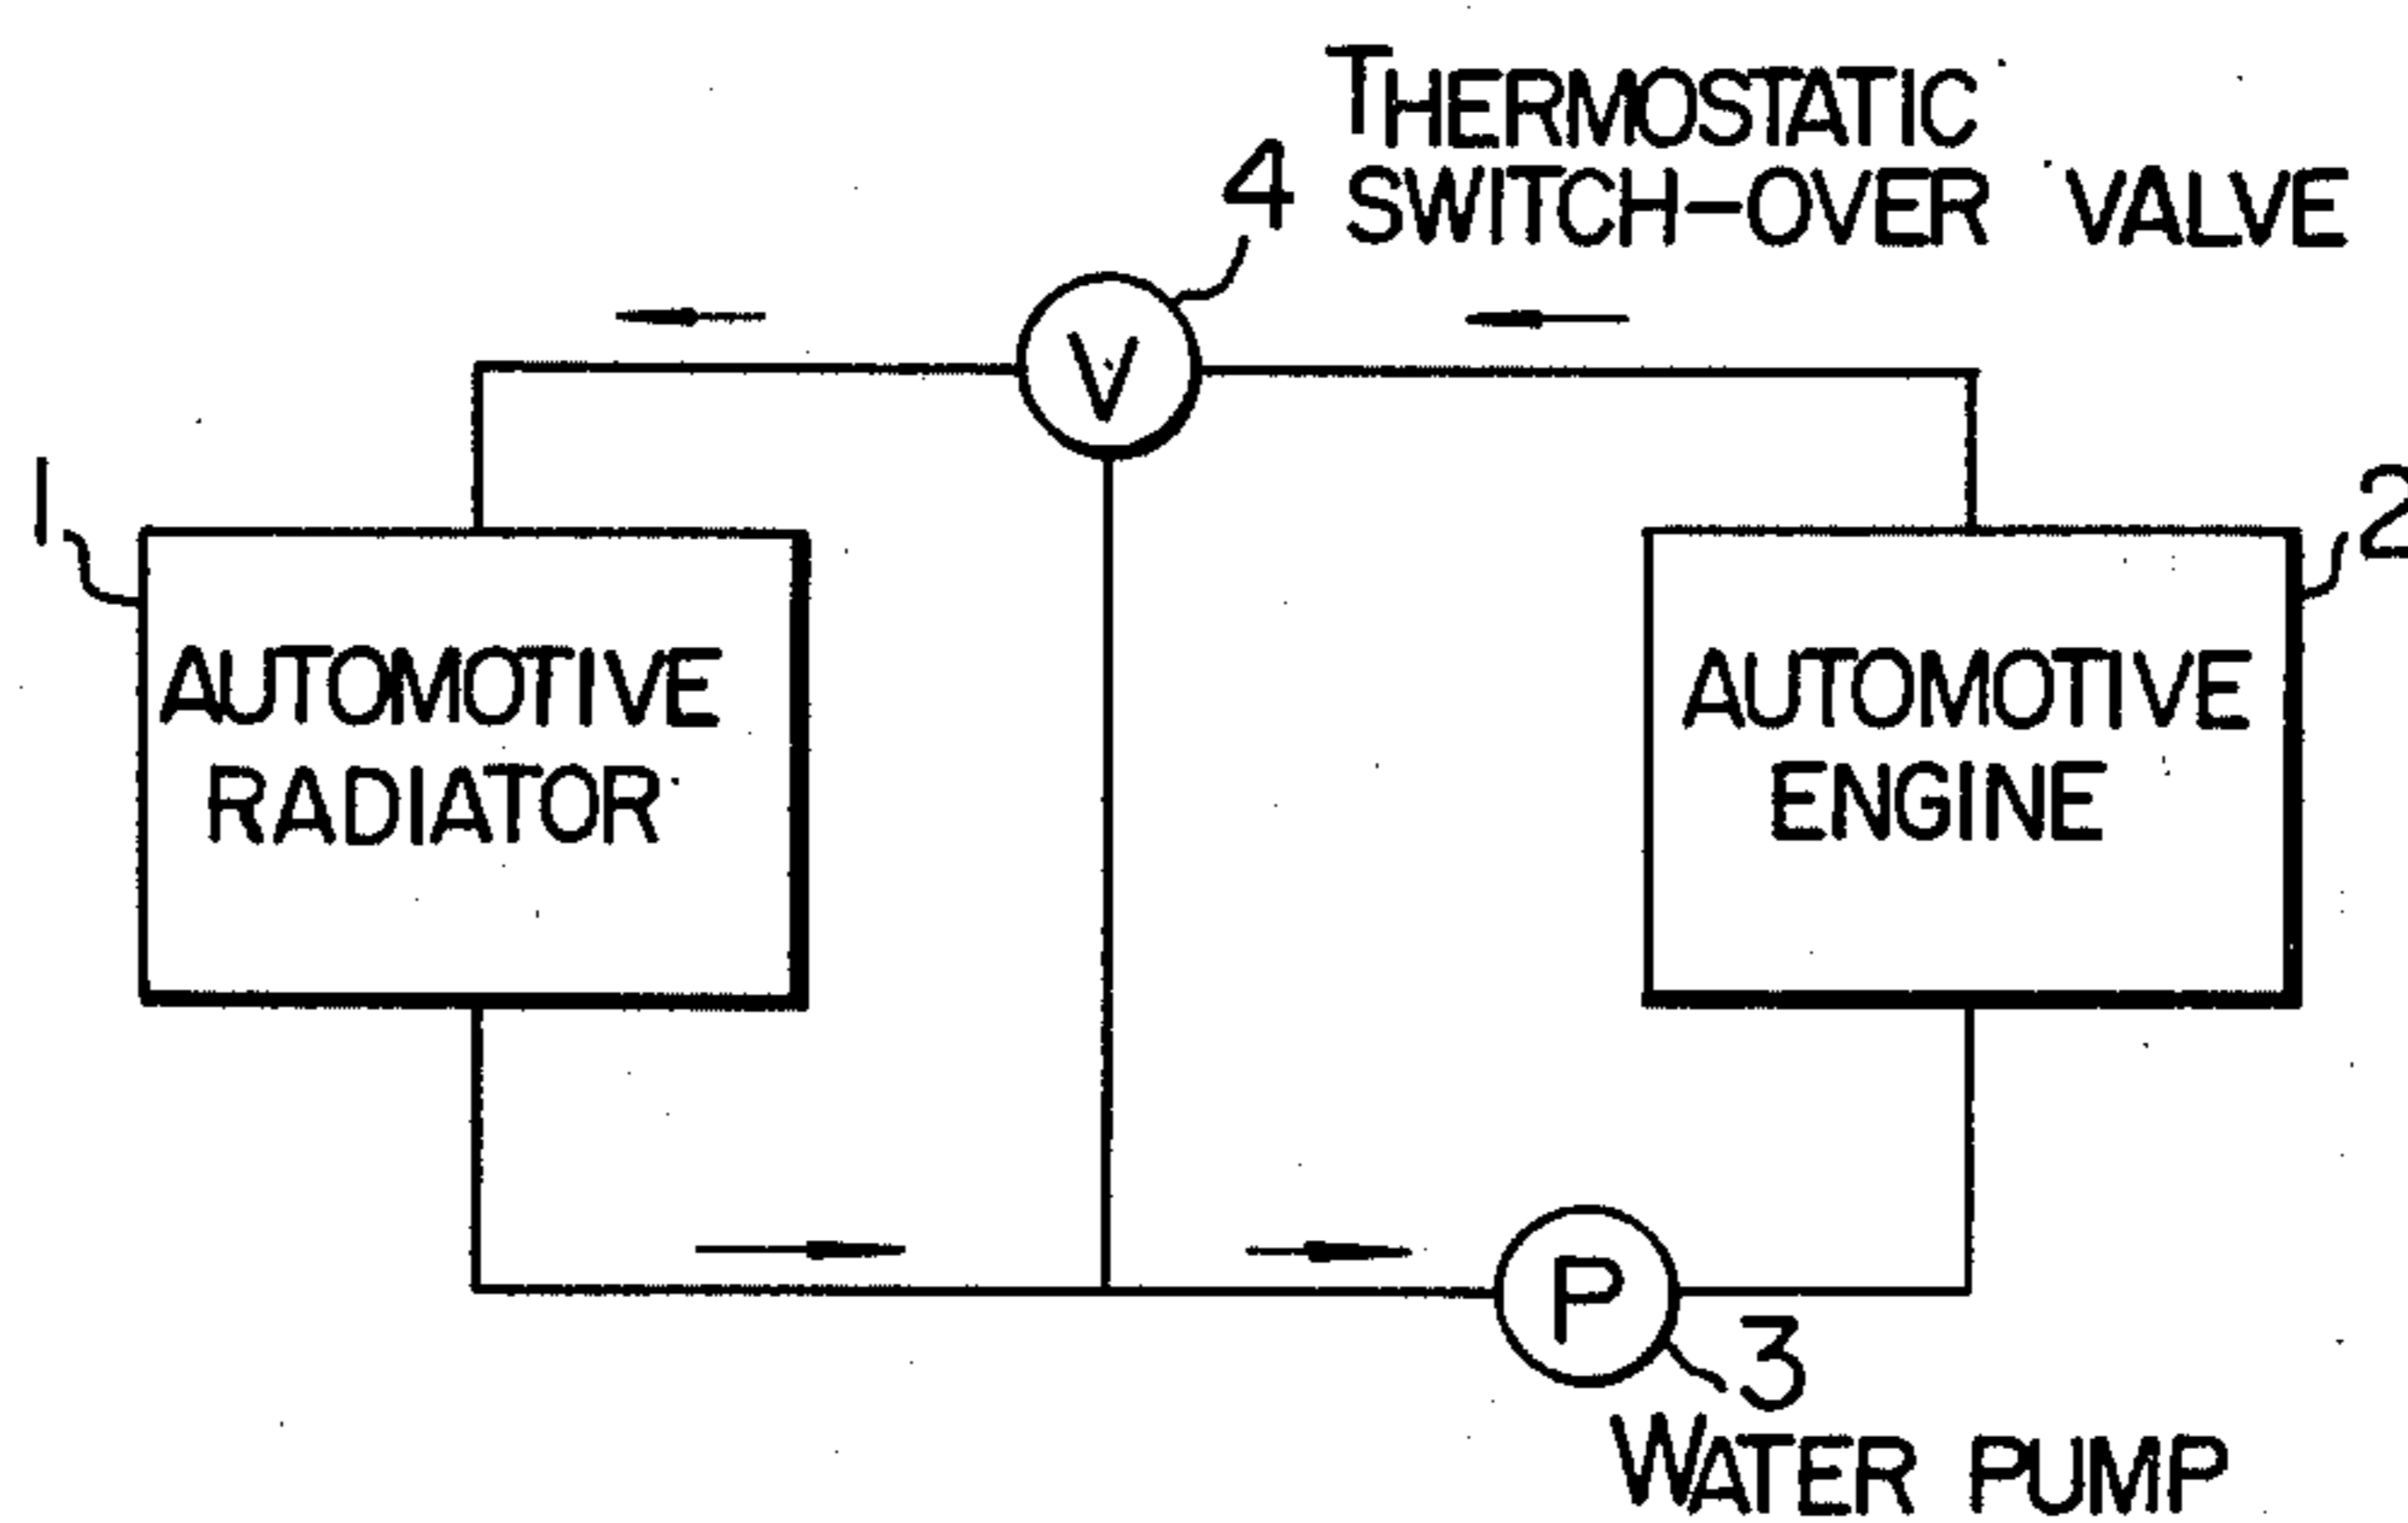 4 THERMOSTATIC
SWITCH-OVER VALVE
V
1
2
AUTOMOTIVE
RADIATOR
AUTOMOTIVE
ENGINE
P
3
WATER PUMP